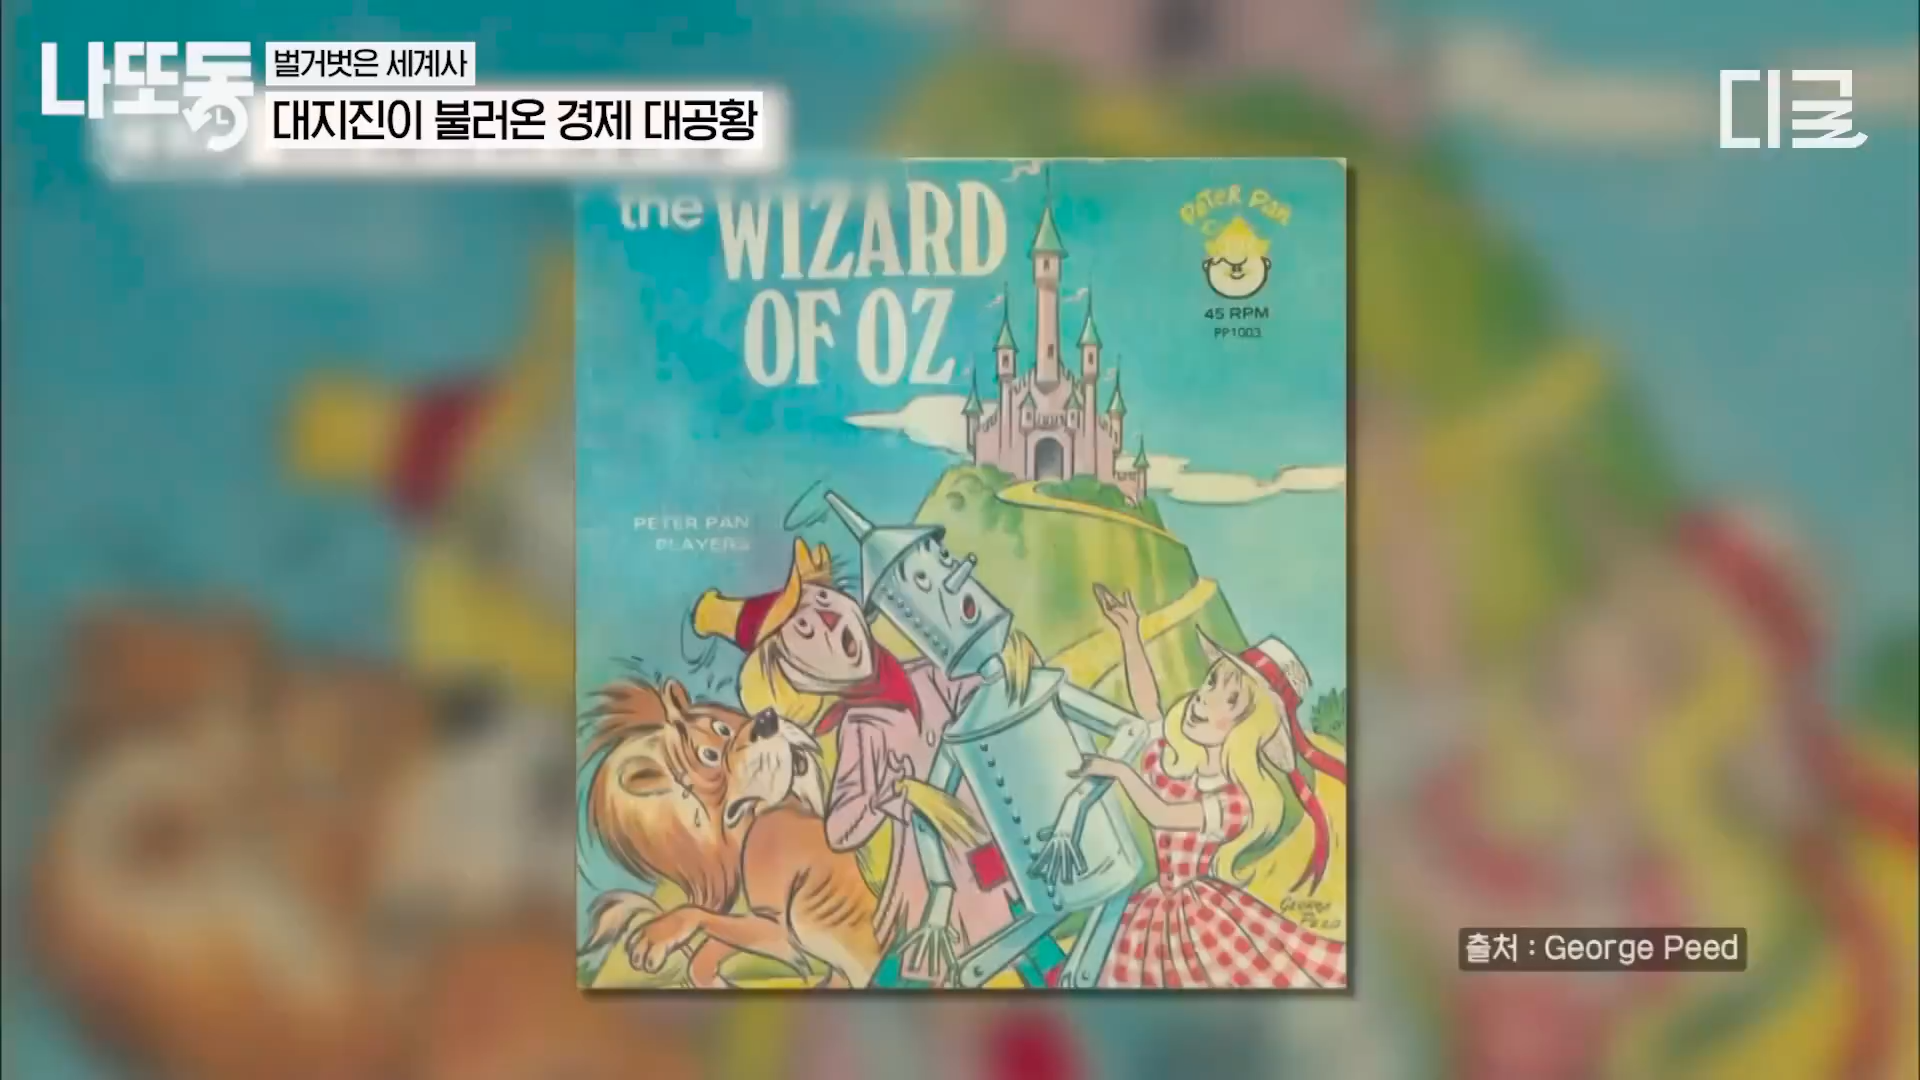 나또동
벌거벗은 세계사
대지진이 불러온 경제 대공황
디글
the WIZARD
OF OZ
PETER PAN
45 RPM
PP1003
PETER PAN
PLAYERS
GEORGE
PEED
출처 : George Peed